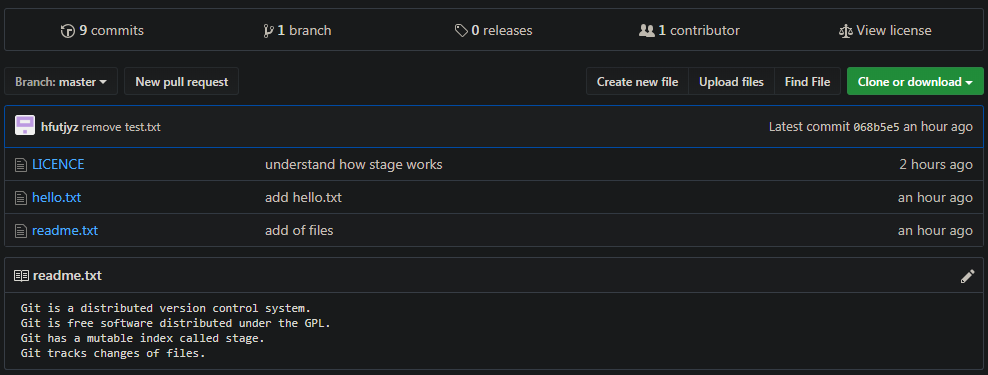 9 commits 1 branch 0 releases 1 contributor View license
Branch: master New pull request Create new file Upload files Find File Clone or download
hfutjyz remove test.txt Latest commit 068b5e5 an hour ago
LICENCE understand how stage works 2 hours ago
hello.txt add hello.txt an hour ago
readme.txt add of files an hour ago
readme.txt
Git is a distributed version control system.
Git is free software distributed under the GPL.
Git has a mutable index called stage.
Git tracks changes of files.